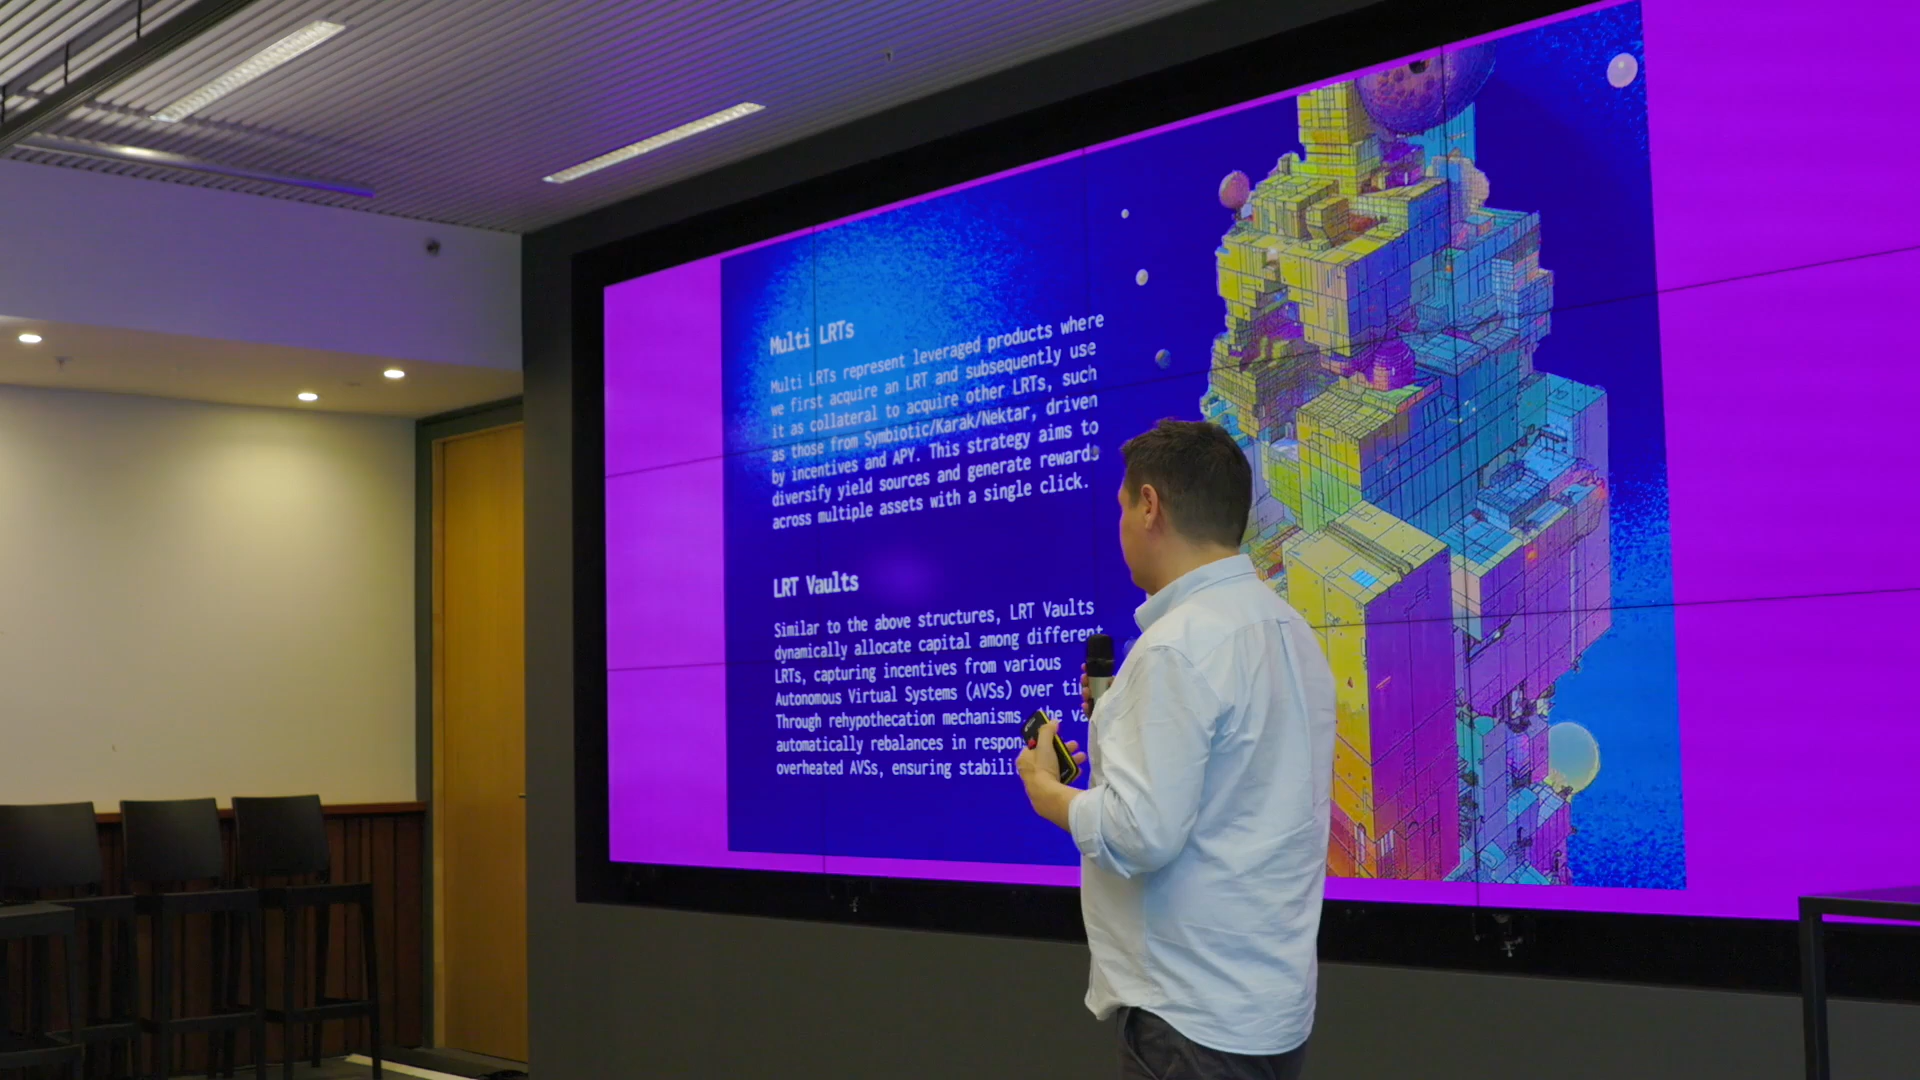 Multi LRTs
Multi LRTs represent leveraged products where
we first acquire an LRT and subsequently use
it as collateral to acquire other LRTs, such
as those from Symbiotic/Karak/Nektar, driven
by incentives and APY. This strategy aims to
diversify yield sources and generate rewards
across multiple assets with a single click.
LRT Vaults
Similar to the above structures, LRT Vaults
dynamically allocate capital among different
LRTs, capturing incentives from various
Autonomous Virtual Systems (AVSs) over
Through rehypothecation mechanisms, the
automatically rebalances in
overheated AVSs, ensuring